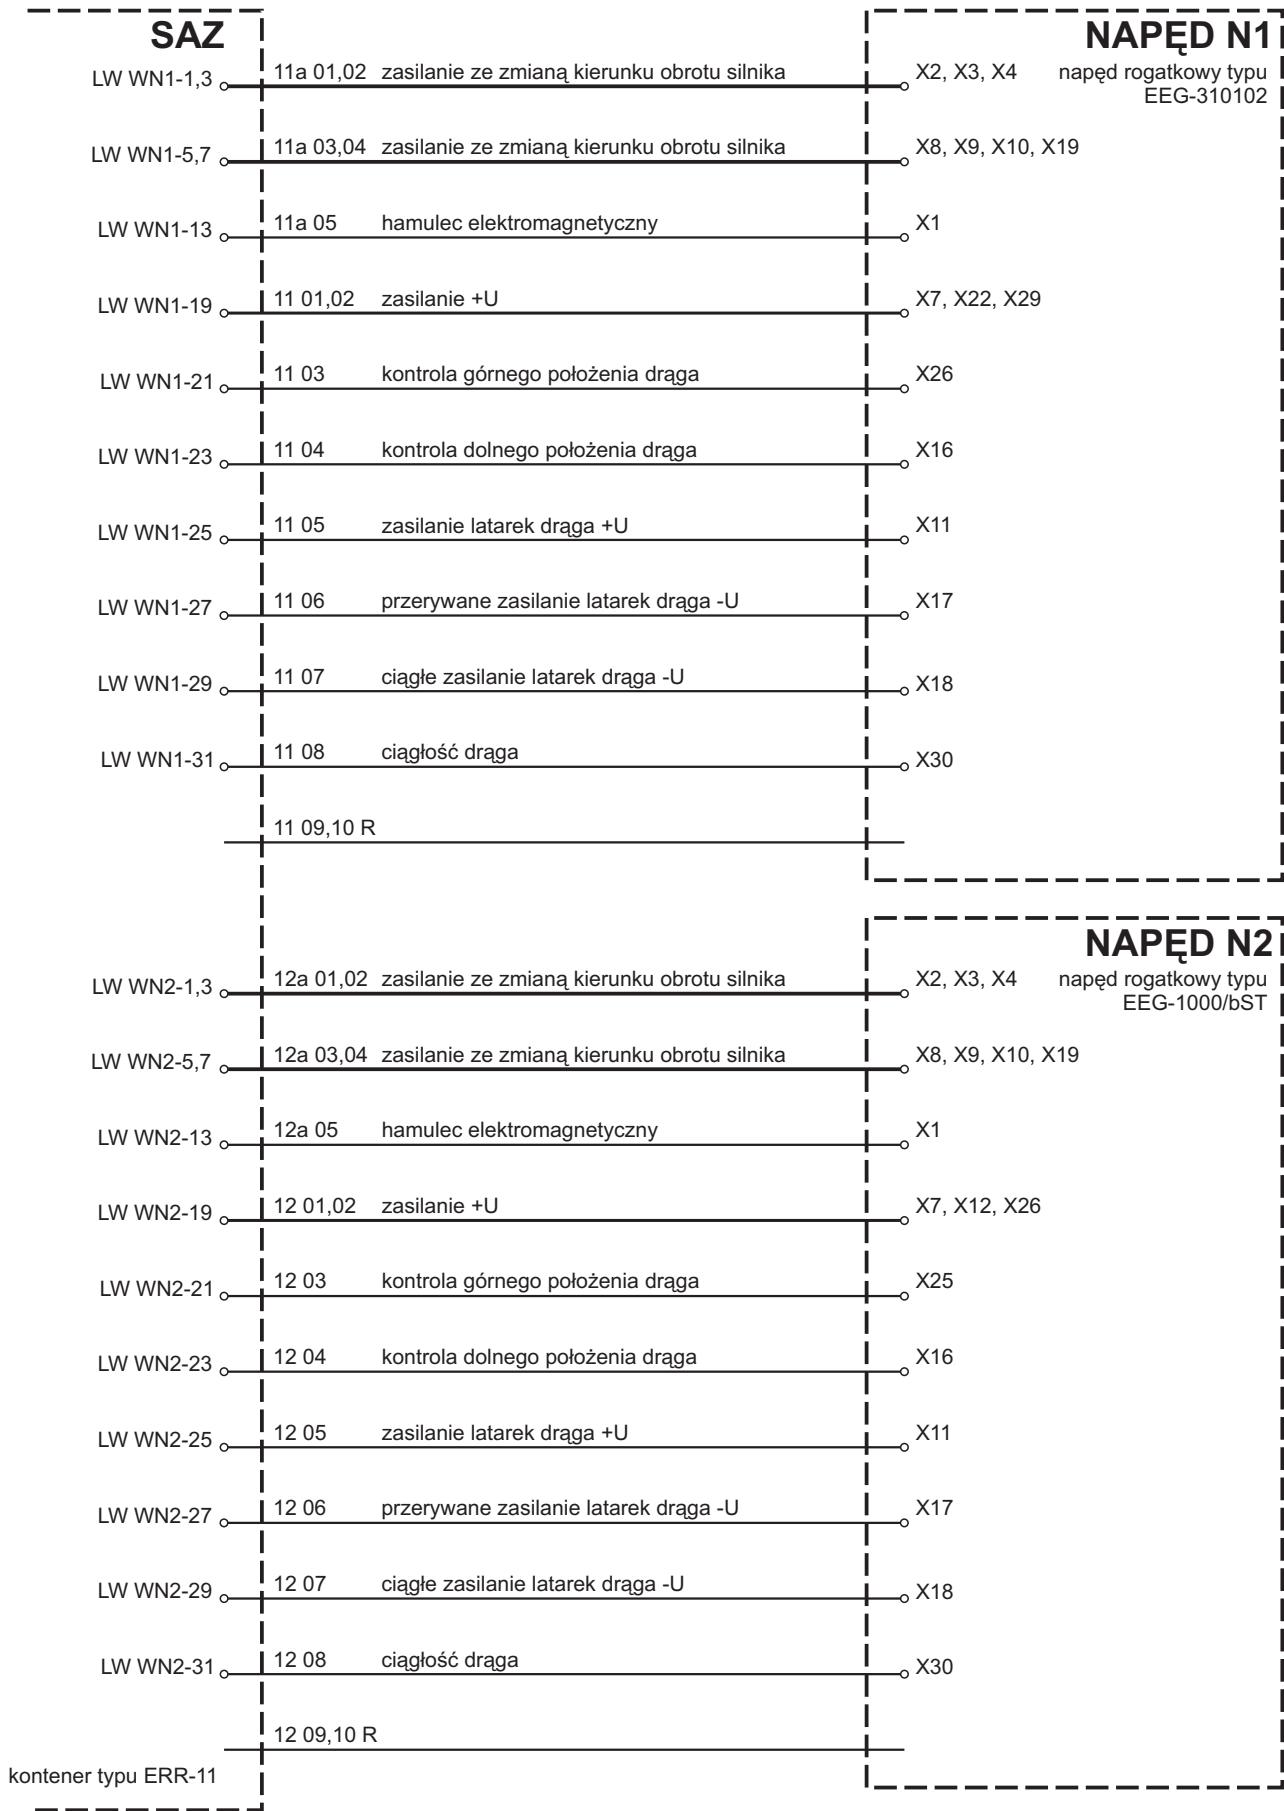 SAZ
NAPĘD N1
napęd rogatkowy typu
EEG-310102
LW WN1-1,3 11a 01,02 zasilanie ze zmianą kierunku obrotu silnika X2, X3, X4
LW WN1-5,7 11a 03,04 zasilanie ze zmianą kierunku obrotu silnika X8, X9, X10, X19
LW WN1-13 11a 05 hamulec elektromagnetyczny X1
LW WN1-19 11 01,02 zasilanie +U X7, X22, X29
LW WN1-21 11 03 kontrola górnego położenia drąga X26
LW WN1-23 11 04 kontrola dolnego położenia drąga X16
LW WN1-25 11 05 zasilanie latarek drąga +U X11
LW WN1-27 11 06 przerywane zasilanie latarek drąga -U X17
LW WN1-29 11 07 ciągłe zasilanie latarek drąga -U X18
LW WN1-31 11 08 ciągłość drąga X30
11 09,10 R
NAPĘD N2
napęd rogatkowy typu
EEG-1000/bST
LW WN2-1,3 12a 01,02 zasilanie ze zmianą kierunku obrotu silnika X2, X3, X4
LW WN2-5,7 12a 03,04 zasilanie ze zmianą kierunku obrotu silnika X8, X9, X10, X19
LW WN2-13 12a 05 hamulec elektromagnetyczny X1
LW WN2-19 12 01,02 zasilanie +U X7, X12, X26
LW WN2-21 12 03 kontrola górnego położenia drąga X25
LW WN2-23 12 04 kontrola dolnego położenia drąga X16
LW WN2-25 12 05 zasilanie latarek drąga +U X11
LW WN2-27 12 06 przerywane zasilanie latarek drąga -U X17
LW WN2-29 12 07 ciągłe zasilanie latarek drąga -U X18
LW WN2-31 12 08 ciągłość drąga X30
12 09,10 R
kontener typu ERR-11